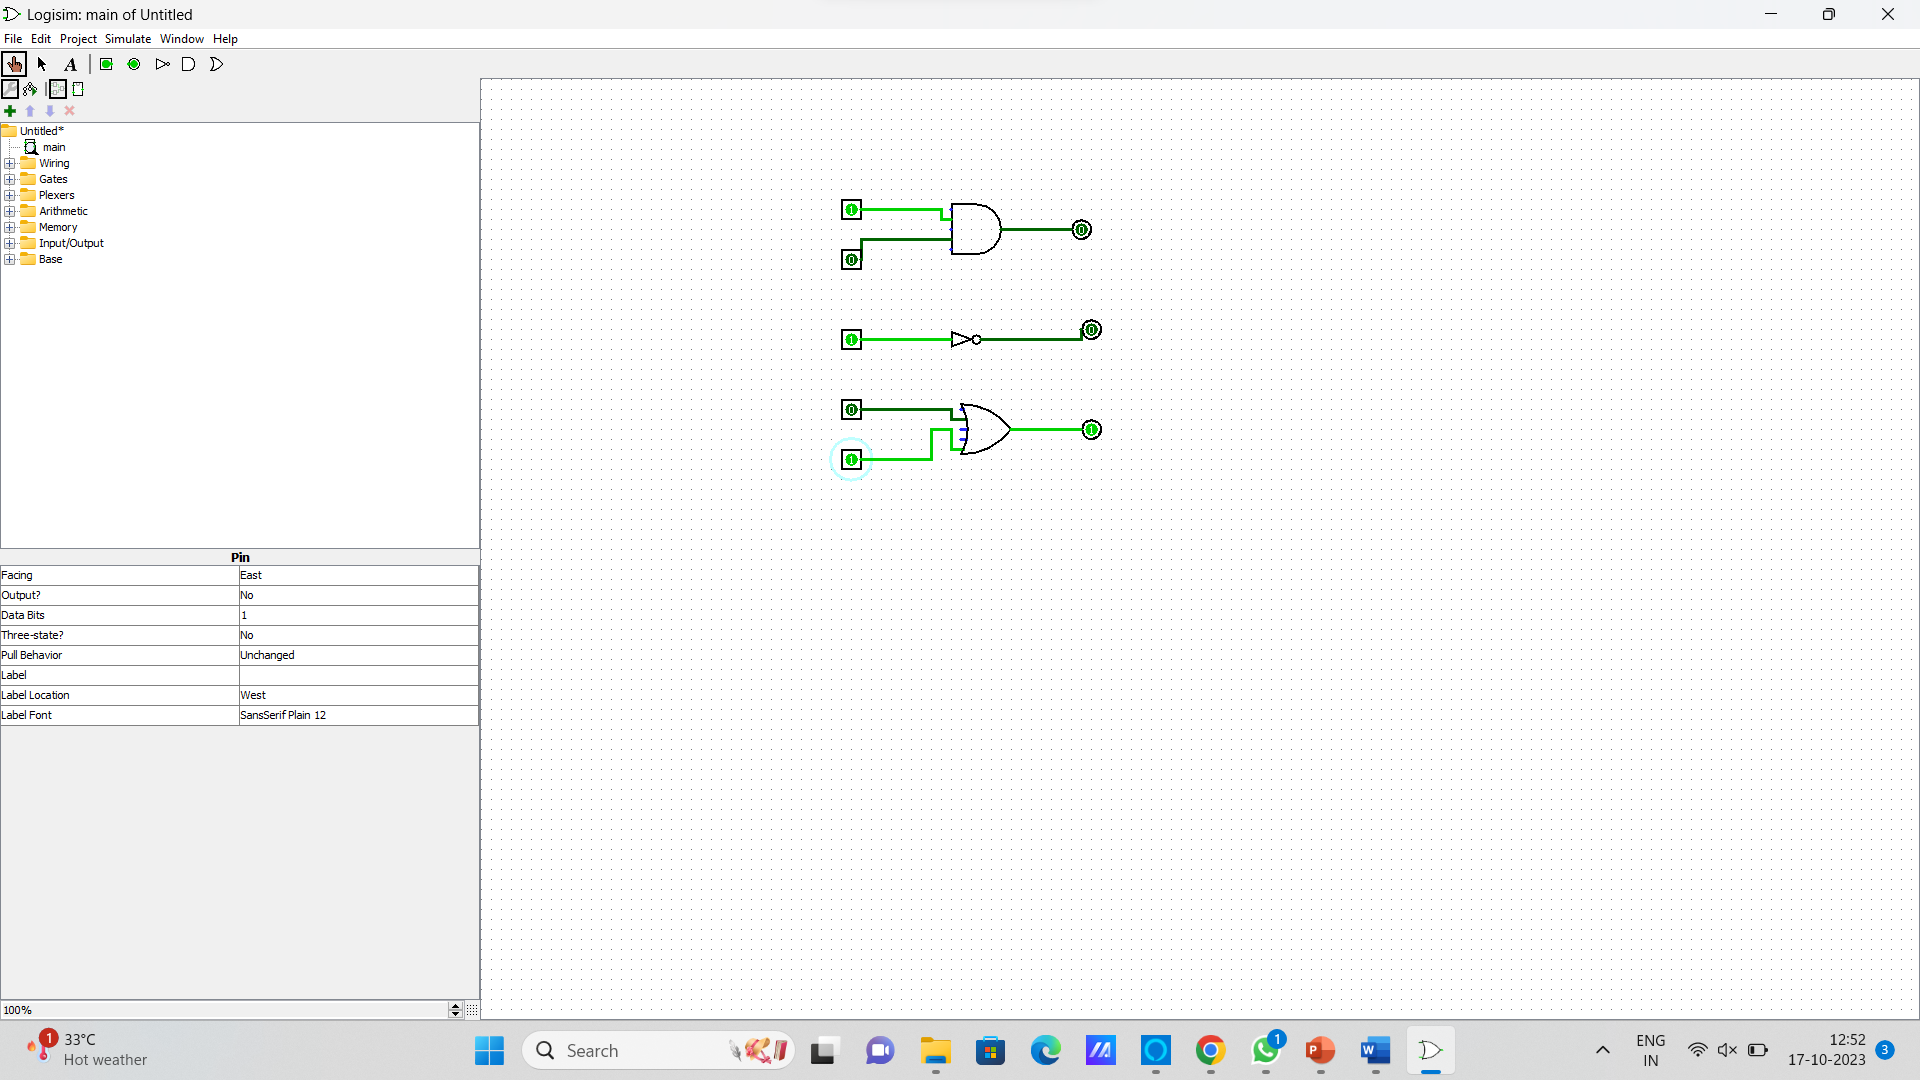 Logisim: main of Untitled
File Edit Project Simulate Window Help
A
Untitled*
main
Wiring
Gates
Plexers
Arithmetic
Memory
Input/Output
Base
1
0
0
1
0
0
1
1
Pin
Facing East
Output? No
Data Bits 1
Three-state? No
Pull Behavior Unchanged
Label
Label Location West
Label Font SansSerif Plain 12
100%
1
33°C
Hot weather
Search
1
P
W
ENG
IN
12:52
17-10-2023
3